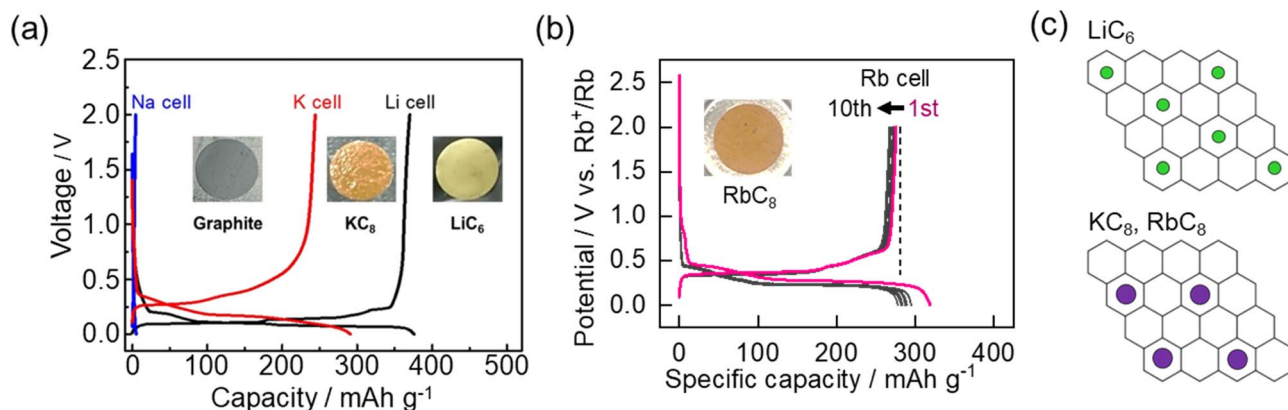 (a)
2.5
2.0
1.5
1.0
0.5
0.0
Voltage / V
Na cell
K cell
Li cell
Graphite
KC₈
LiC₆
0 100 200 300 400 500
Capacity / mAh g⁻¹
(b)
2.5
2.0
1.5
1.0
0.5
0.0
Potential / V vs. Rb⁺/Rb
Rb cell
10th 1st
RbC₈
0 100 200 300 400
Specific capacity / mAh g⁻¹
(c)
LiC₆
KC₈, RbC₈